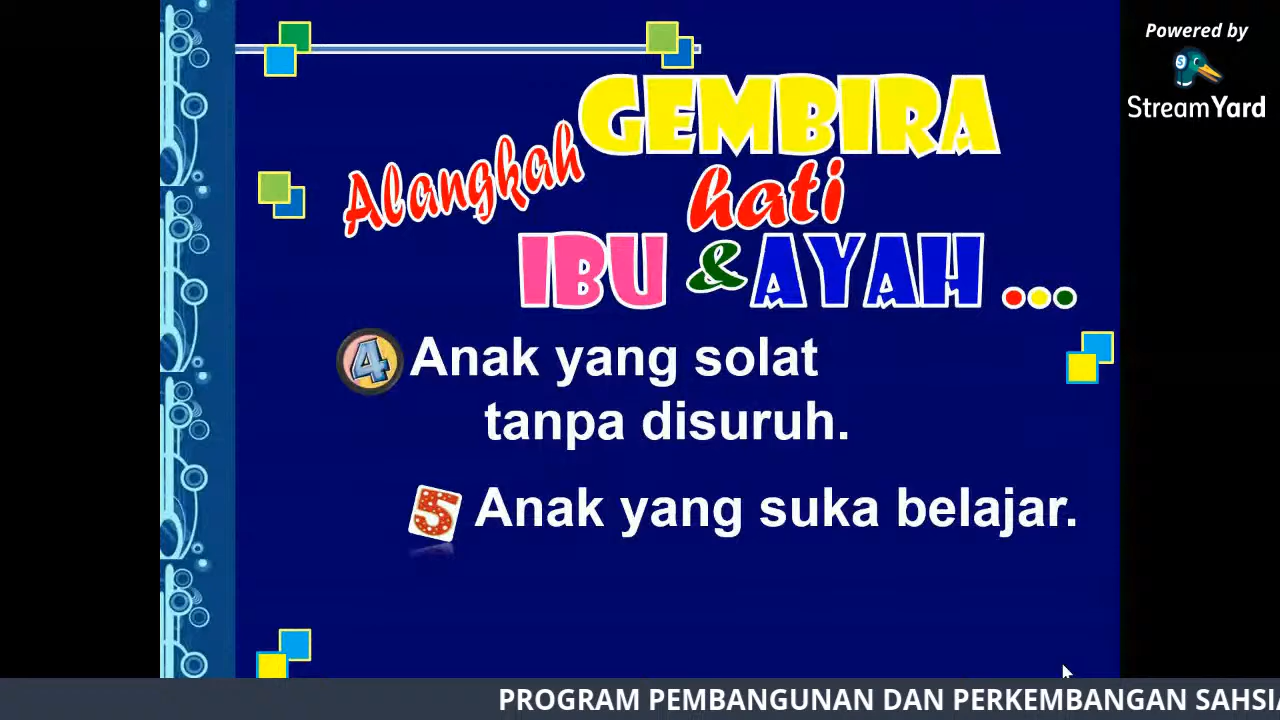 Powered by
StreamYard
Alangkah GEMBIRA
hati
IBU & AYAH ...
4 Anak yang solat
tanpa disuruh.
5 Anak yang suka belajar.
PROGRAM PEMBANGUNAN DAN PERKEMBANGAN